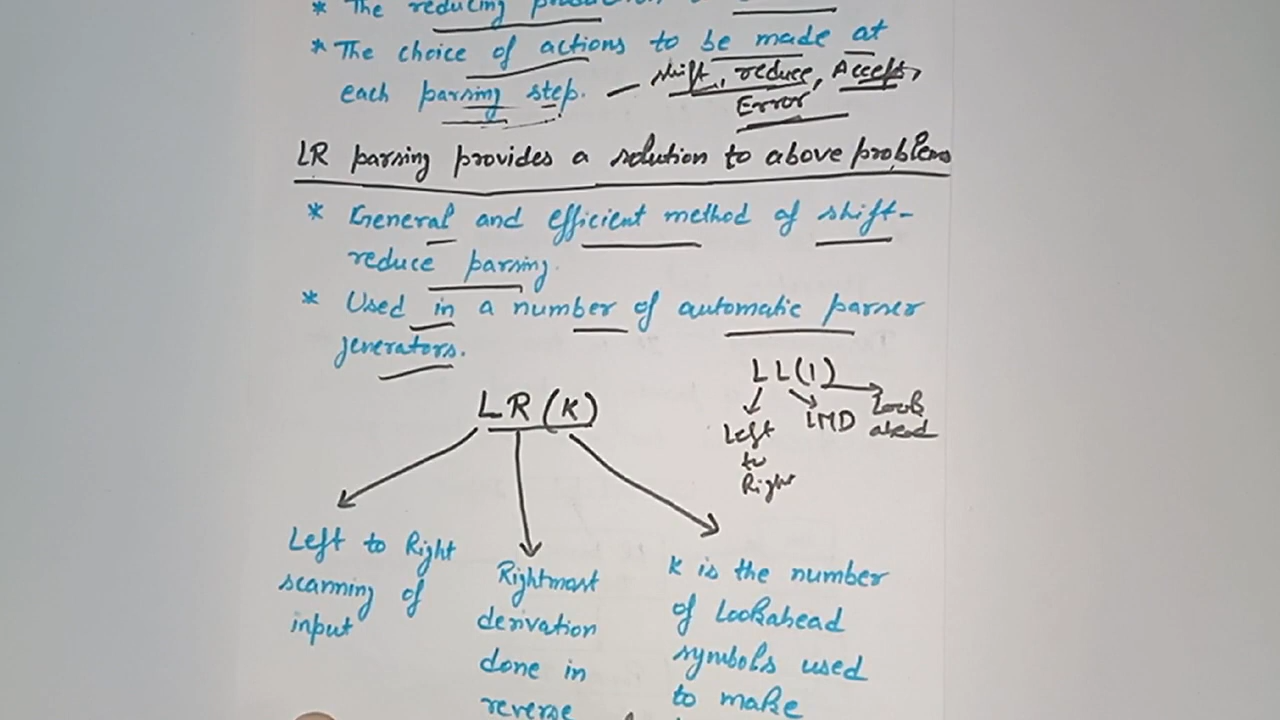 * The reducing
* The choice of actions to be made at
each parsing step. — shift, reduce, Accept,
Error
LR parsing provides a solution to above problems
* General and efficient method of shift-
reduce parsing.
* Used in a number of automatic parser
generators.
LL(1)
Left
to
Right
LMD
Look
ahead
LR(K)
Left to Right
scanning of
input
Rightmost
derivation
done in
reverse
K is the number
of Lookahead
symbols used
to make